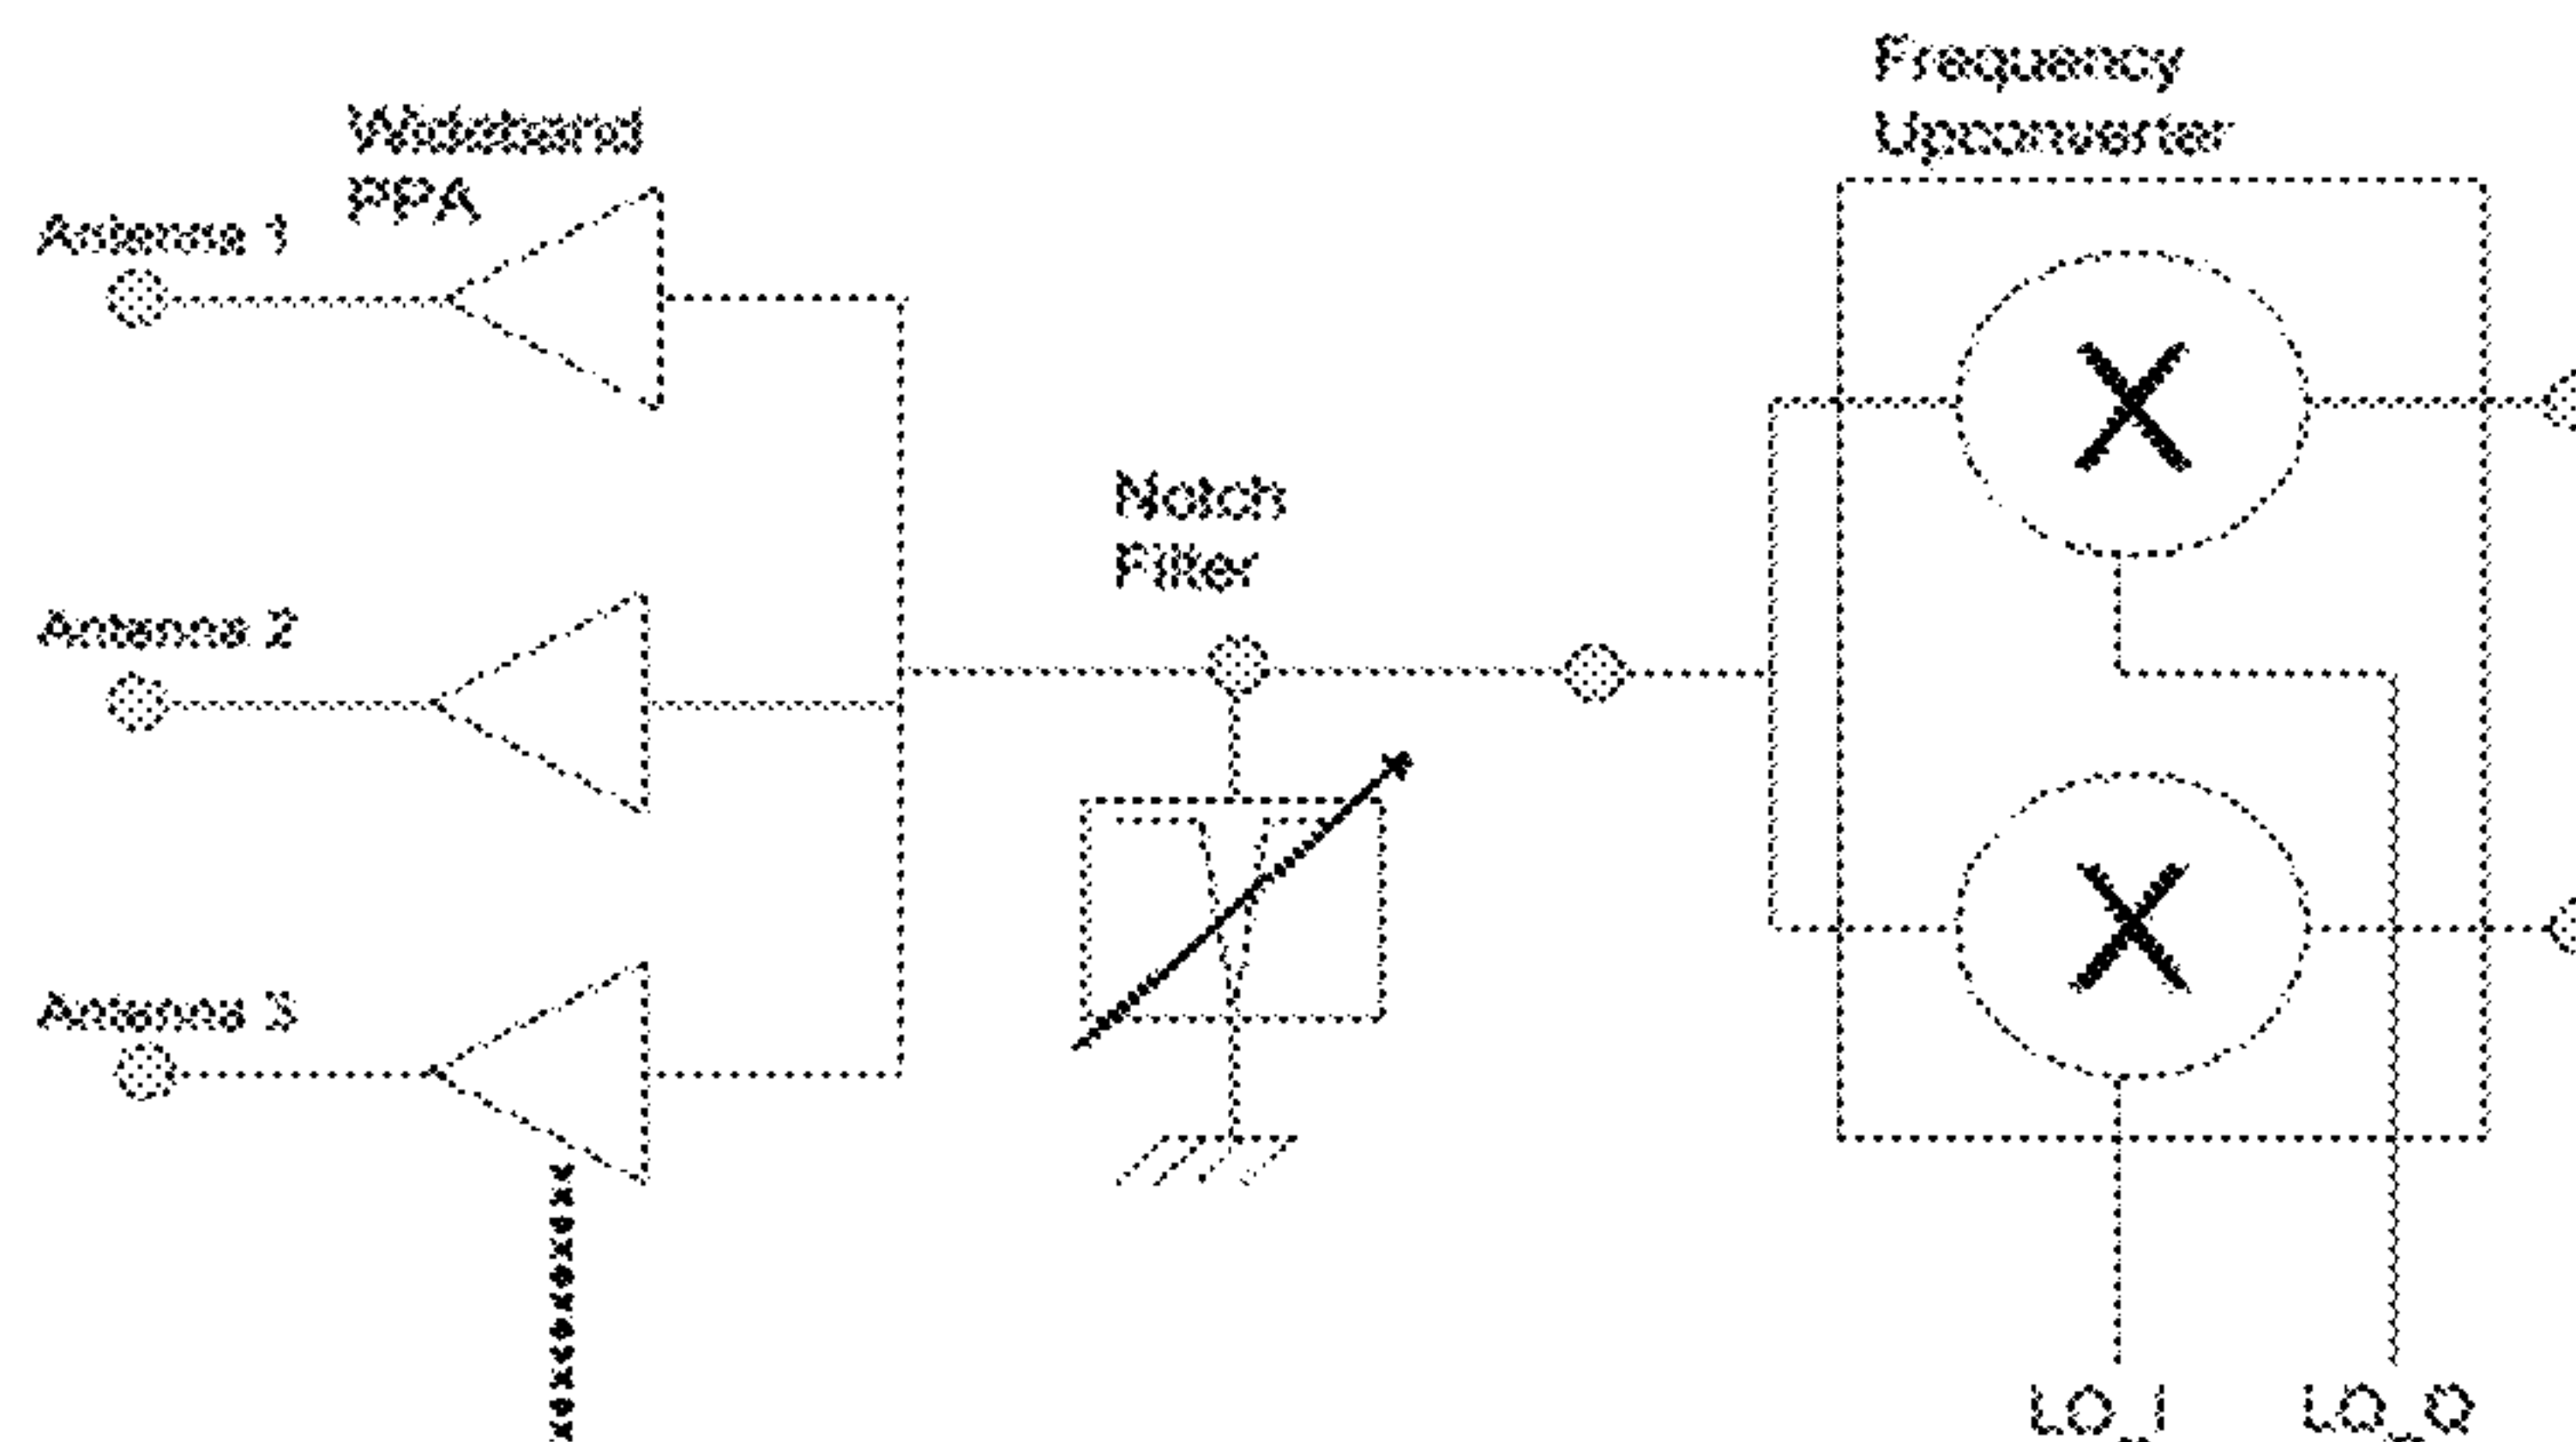 Frequency
Upconverter
Wideband
PPA
Antenna 1
Notch
Filter
Antenna 2
Antenna 3
LO_I
LO_Q